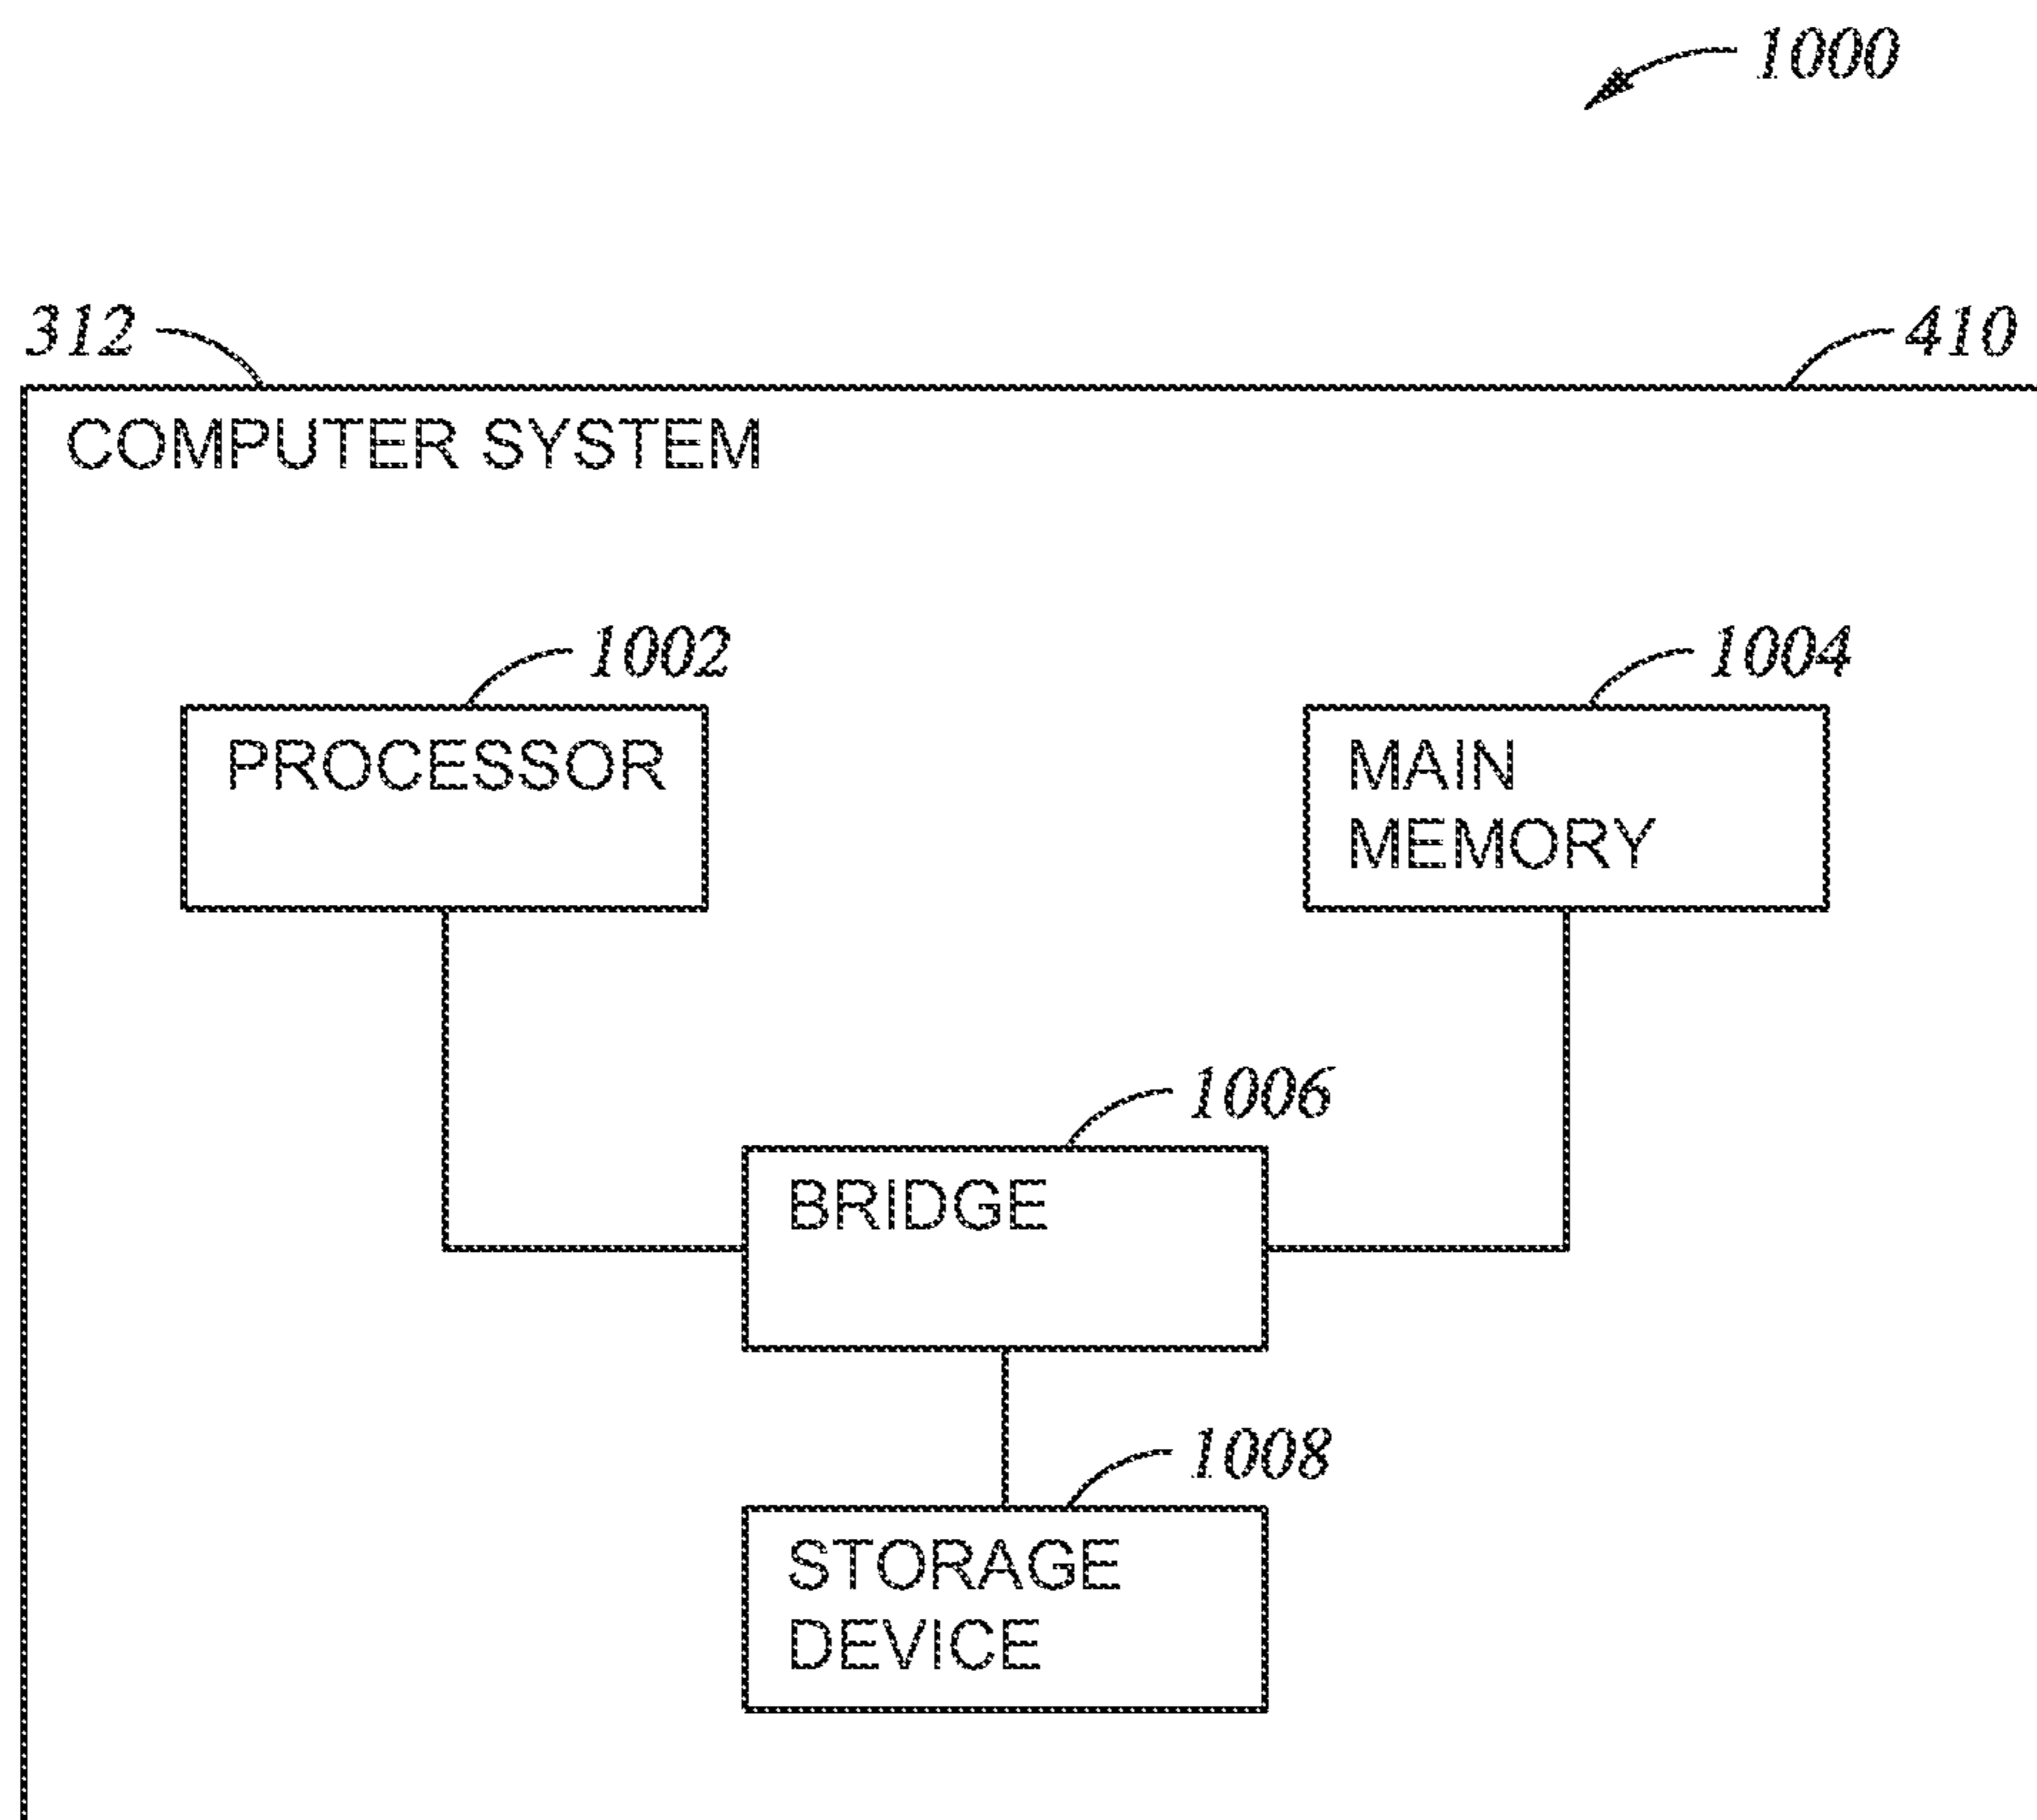 1000
312
410
COMPUTER SYSTEM
1002
1004
PROCESSOR
MAIN
MEMORY
1006
BRIDGE
1008
STORAGE
DEVICE